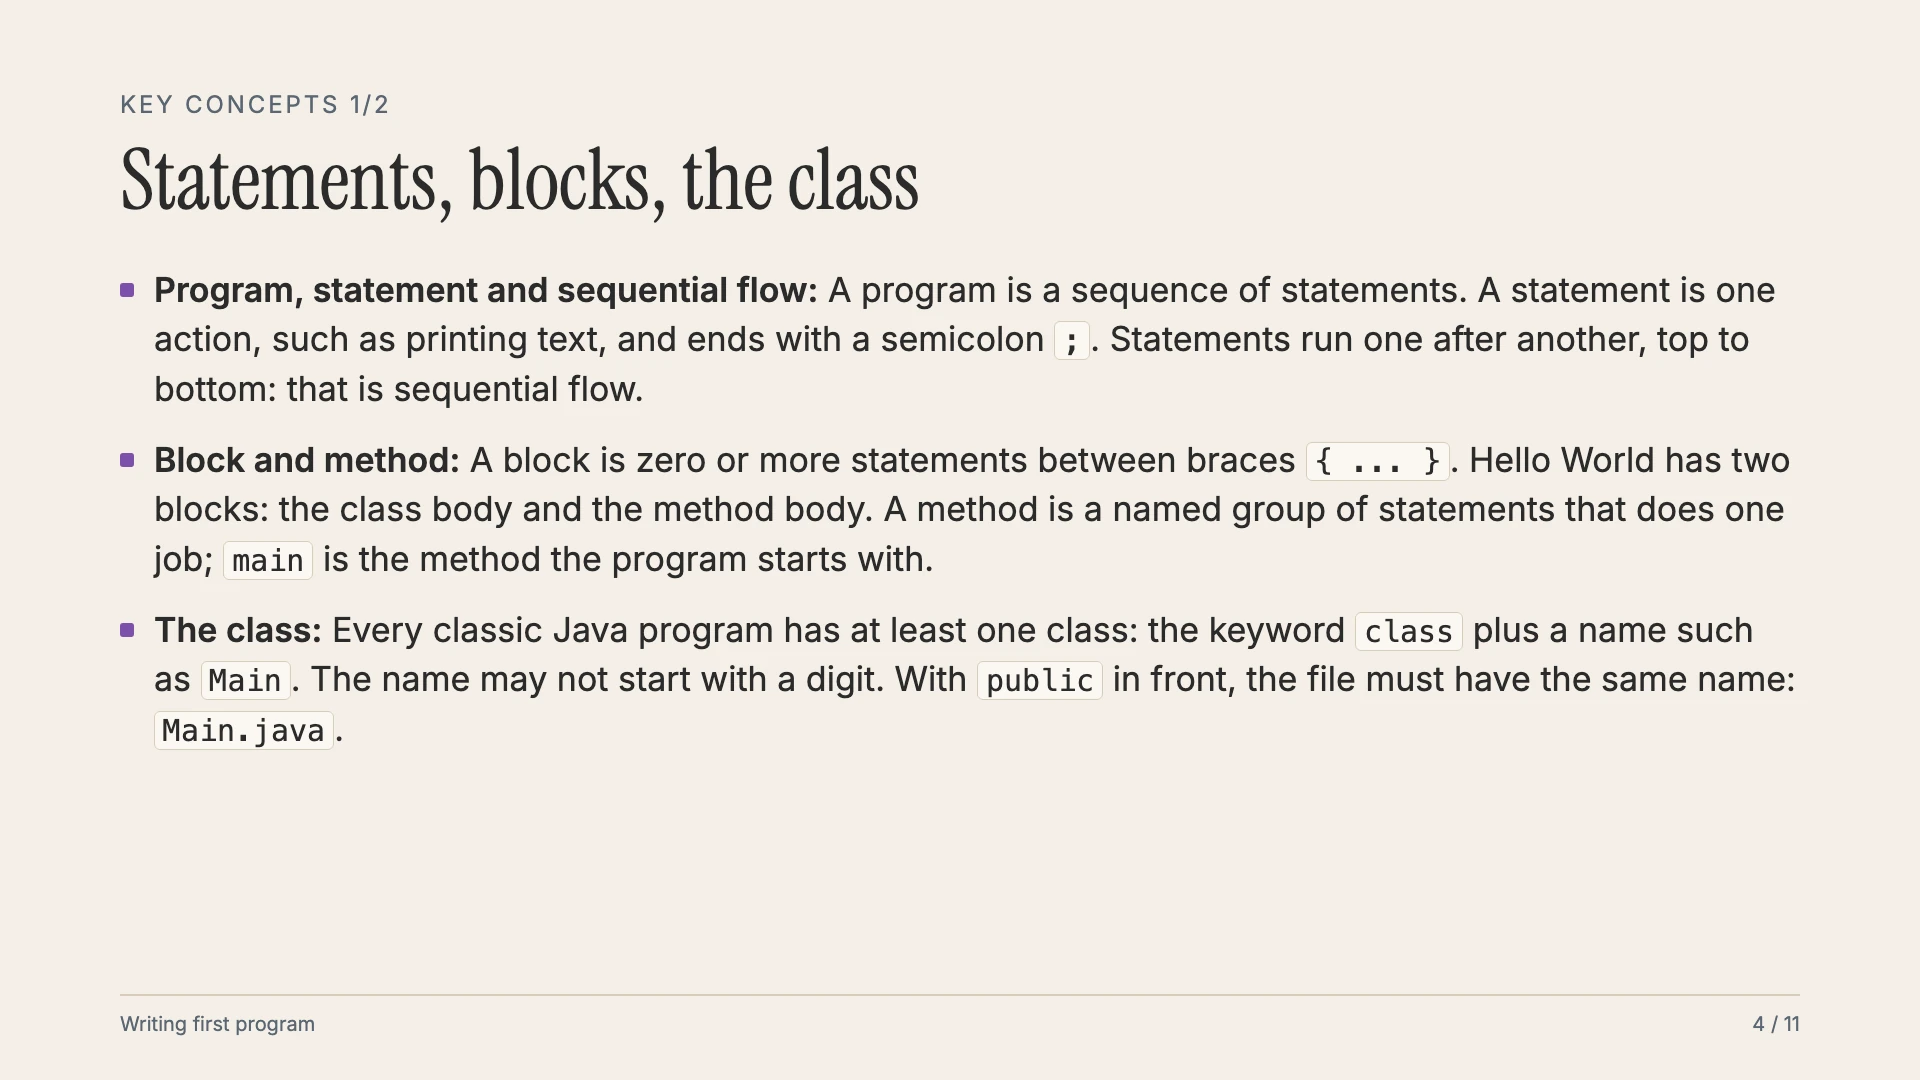 KEY CONCEPTS 1/2
Statements, blocks, the class
Program, statement and sequential flow: A program is a sequence of statements. A statement is one
action, such as printing text, and ends with a semicolon ;. Statements run one after another, top to
bottom: that is sequential flow.
Block and method: A block is zero or more statements between braces { ... }. Hello World has two
blocks: the class body and the method body. A method is a named group of statements that does one
job; main is the method the program starts with.
The class: Every classic Java program has at least one class: the keyword class plus a name such
as Main. The name may not start with a digit. With public in front, the file must have the same name:
Main.java.
Writing first program
4 / 11